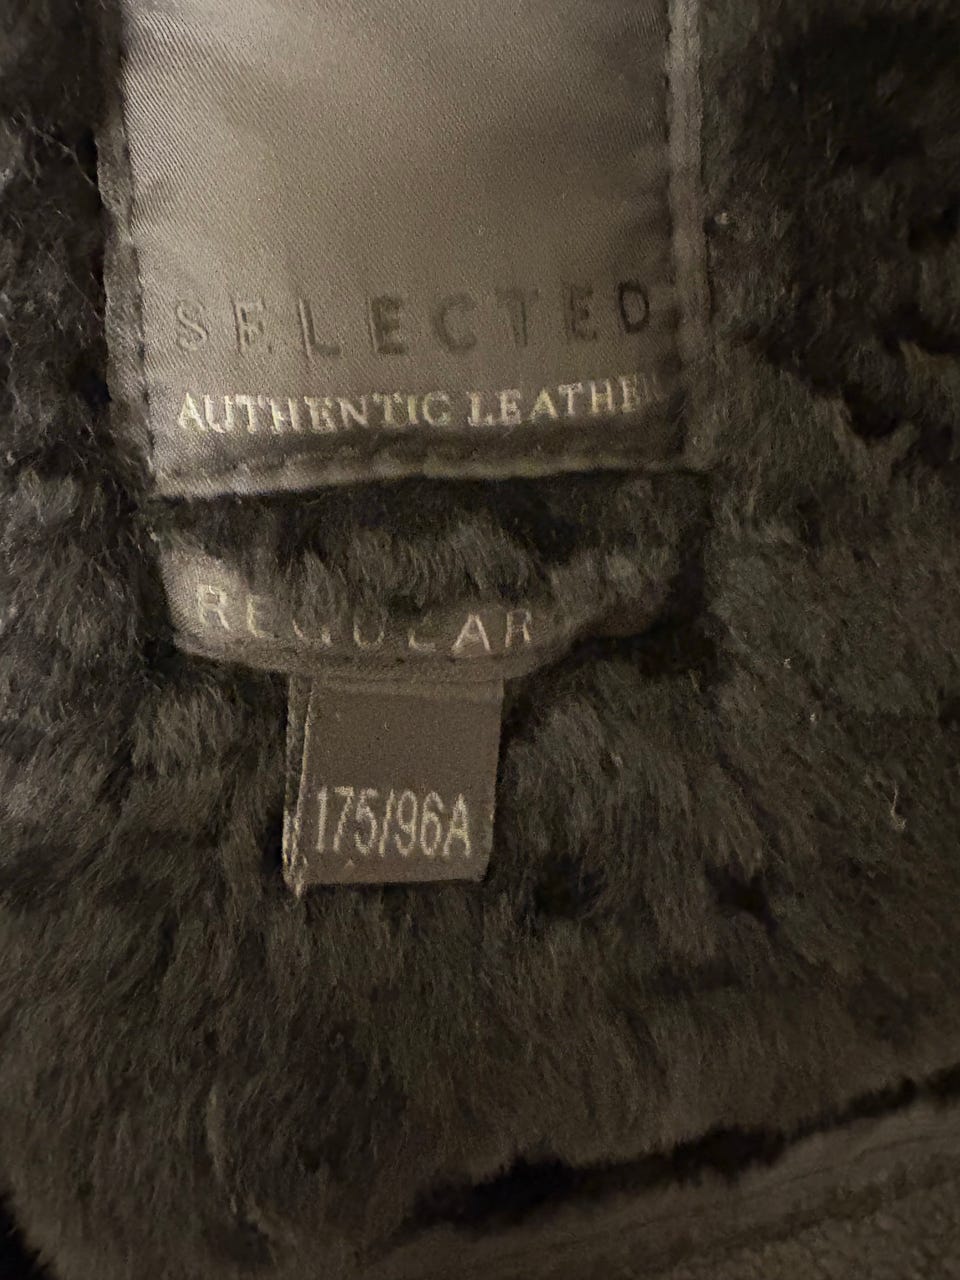 SELECTED
AUTHENTIC LEATHER
REGULAR
175/96A